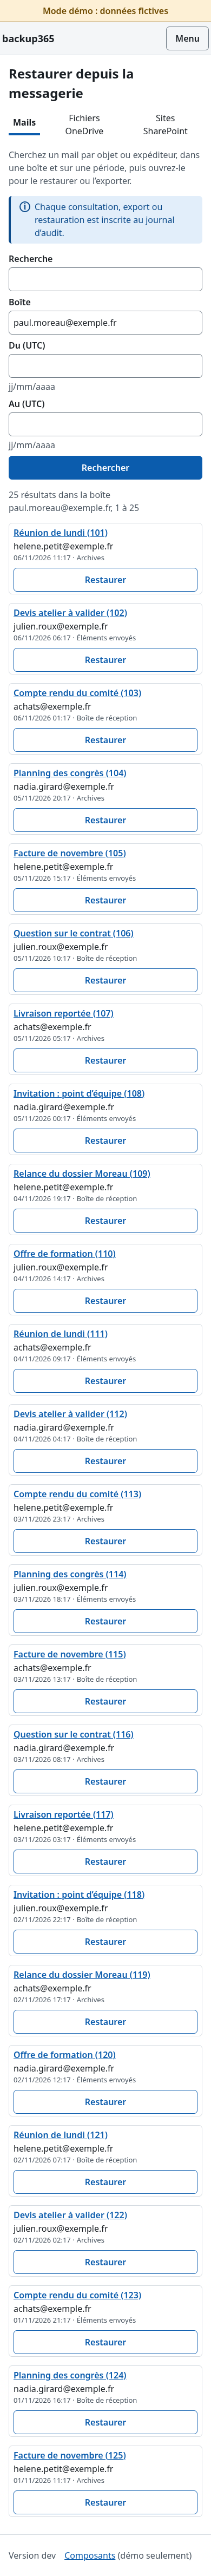 Mode démo : données fictives
backup365
Menu
Restaurer depuis la
messagerie
Mails
Fichiers
OneDrive
Sites
SharePoint
Cherchez un mail par objet ou expéditeur, dans
une boîte et sur une période, puis ouvrez-le
pour le restaurer ou l’exporter.
Chaque consultation, export ou
restauration est inscrite au journal
d’audit.
Recherche
Boîte
paul.moreau@exemple.fr
Du (UTC)
jj/mm/aaaa
Au (UTC)
jj/mm/aaaa
Rechercher
25 résultats dans la boîte
paul.moreau@exemple.fr, 1 à 25
Réunion de lundi (101)
helene.petit@exemple.fr
06/11/2026 11:17 · Archives
Restaurer
Devis atelier à valider (102)
julien.roux@exemple.fr
06/11/2026 06:17 · Éléments envoyés
Restaurer
Compte rendu du comité (103)
achats@exemple.fr
06/11/2026 01:17 · Boîte de réception
Restaurer
Planning des congrès (104)
nadia.girard@exemple.fr
05/11/2026 20:17 · Archives
Restaurer
Facture de novembre (105)
helene.petit@exemple.fr
05/11/2026 15:17 · Éléments envoyés
Restaurer
Question sur le contrat (106)
julien.roux@exemple.fr
05/11/2026 10:17 · Boîte de réception
Restaurer
Livraison reportée (107)
achats@exemple.fr
05/11/2026 05:17 · Archives
Restaurer
Invitation : point d’équipe (108)
nadia.girard@exemple.fr
05/11/2026 00:17 · Éléments envoyés
Restaurer
Relance du dossier Moreau (109)
helene.petit@exemple.fr
04/11/2026 19:17 · Boîte de réception
Restaurer
Offre de formation (110)
julien.roux@exemple.fr
04/11/2026 14:17 · Archives
Restaurer
Réunion de lundi (111)
achats@exemple.fr
04/11/2026 09:17 · Éléments envoyés
Restaurer
Devis atelier à valider (112)
nadia.girard@exemple.fr
04/11/2026 04:17 · Boîte de réception
Restaurer
Compte rendu du comité (113)
helene.petit@exemple.fr
03/11/2026 23:17 · Archives
Restaurer
Planning des congrès (114)
julien.roux@exemple.fr
03/11/2026 18:17 · Éléments envoyés
Restaurer
Facture de novembre (115)
achats@exemple.fr
03/11/2026 13:17 · Boîte de réception
Restaurer
Question sur le contrat (116)
nadia.girard@exemple.fr
03/11/2026 08:17 · Archives
Restaurer
Livraison reportée (117)
helene.petit@exemple.fr
03/11/2026 03:17 · Éléments envoyés
Restaurer
Invitation : point d’équipe (118)
julien.roux@exemple.fr
02/11/2026 22:17 · Boîte de réception
Restaurer
Relance du dossier Moreau (119)
achats@exemple.fr
02/11/2026 17:17 · Archives
Restaurer
Offre de formation (120)
nadia.girard@exemple.fr
02/11/2026 12:17 · Éléments envoyés
Restaurer
Réunion de lundi (121)
helene.petit@exemple.fr
02/11/2026 07:17 · Boîte de réception
Restaurer
Devis atelier à valider (122)
julien.roux@exemple.fr
02/11/2026 02:17 · Archives
Restaurer
Compte rendu du comité (123)
achats@exemple.fr
01/11/2026 21:17 · Éléments envoyés
Restaurer
Planning des congrès (124)
nadia.girard@exemple.fr
01/11/2026 16:17 · Boîte de réception
Restaurer
Facture de novembre (125)
helene.petit@exemple.fr
01/11/2026 11:17 · Archives
Restaurer
Version dev Composants (démo seulement)